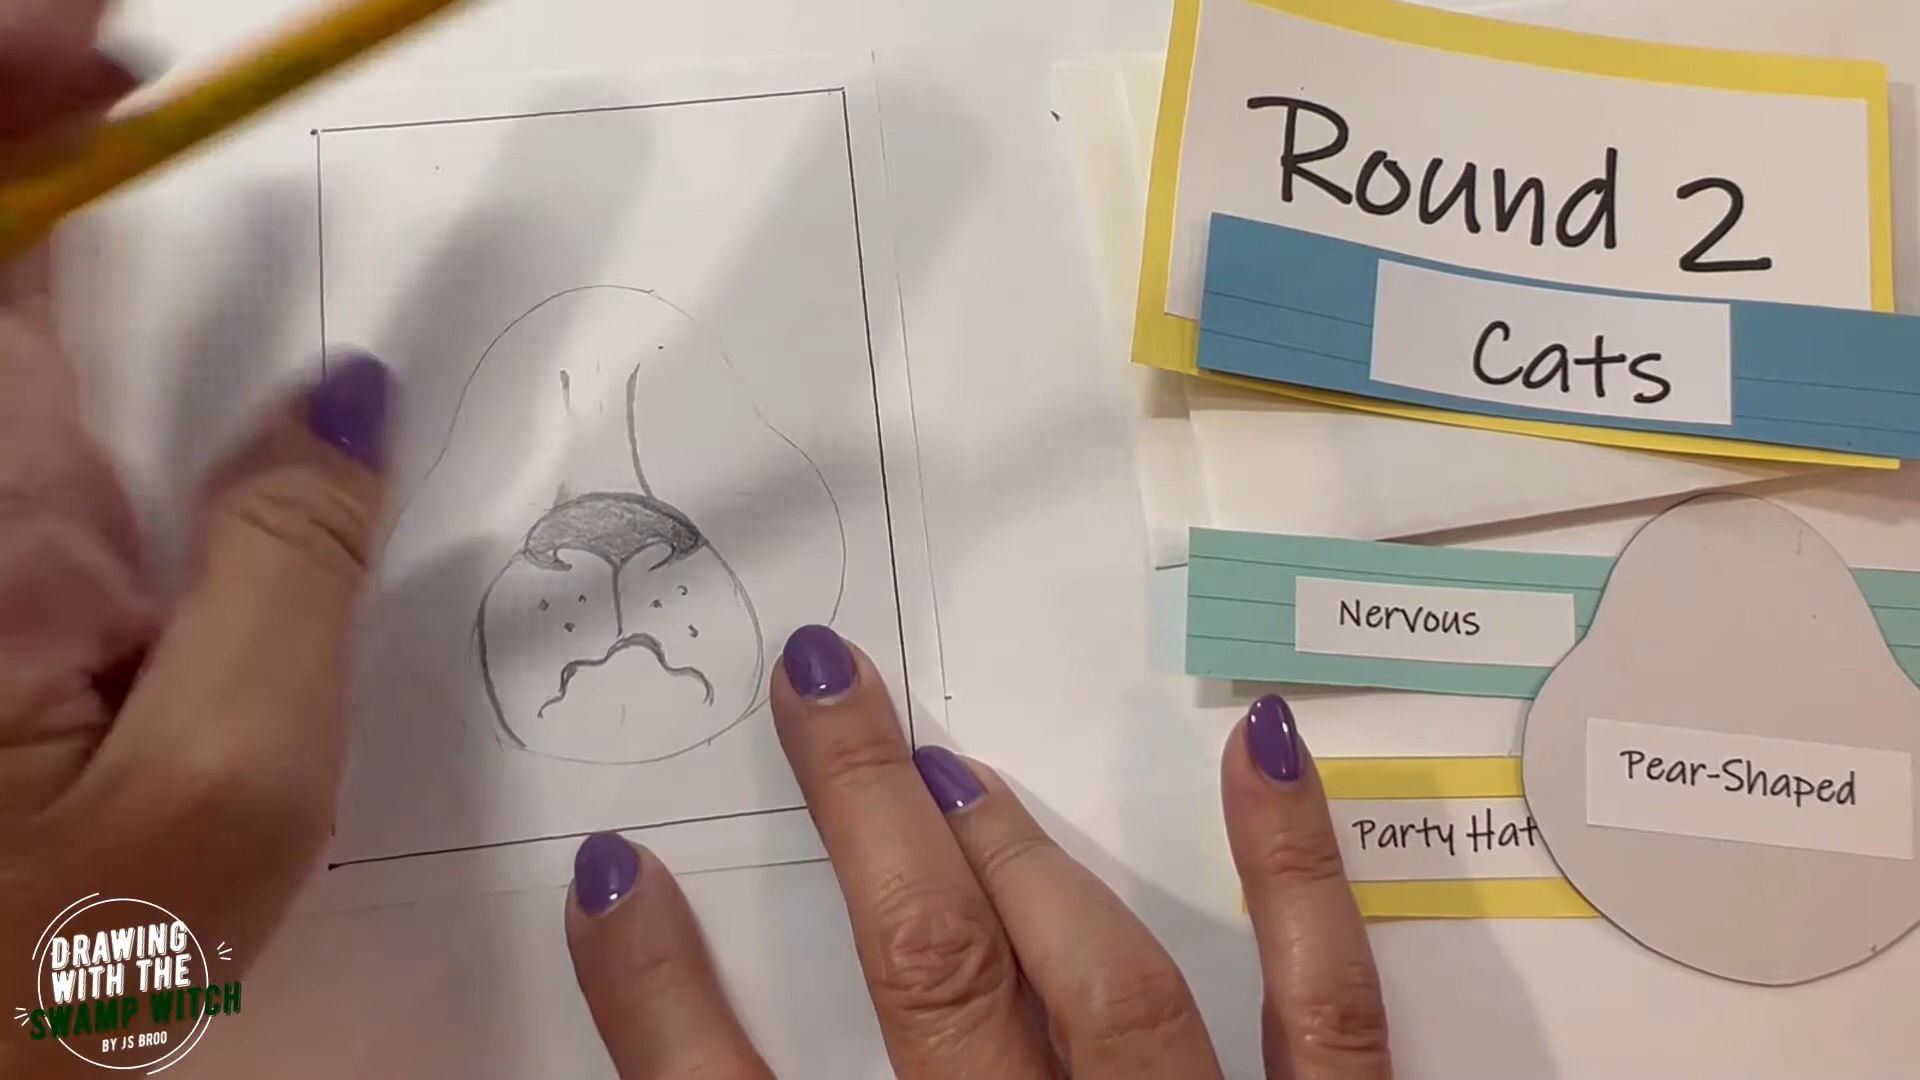 Round 2
Cats
Nervous
Pear-Shaped
Party Hat
DRAWING
WITH THE
SWAMP WITCH
BY JS BROO